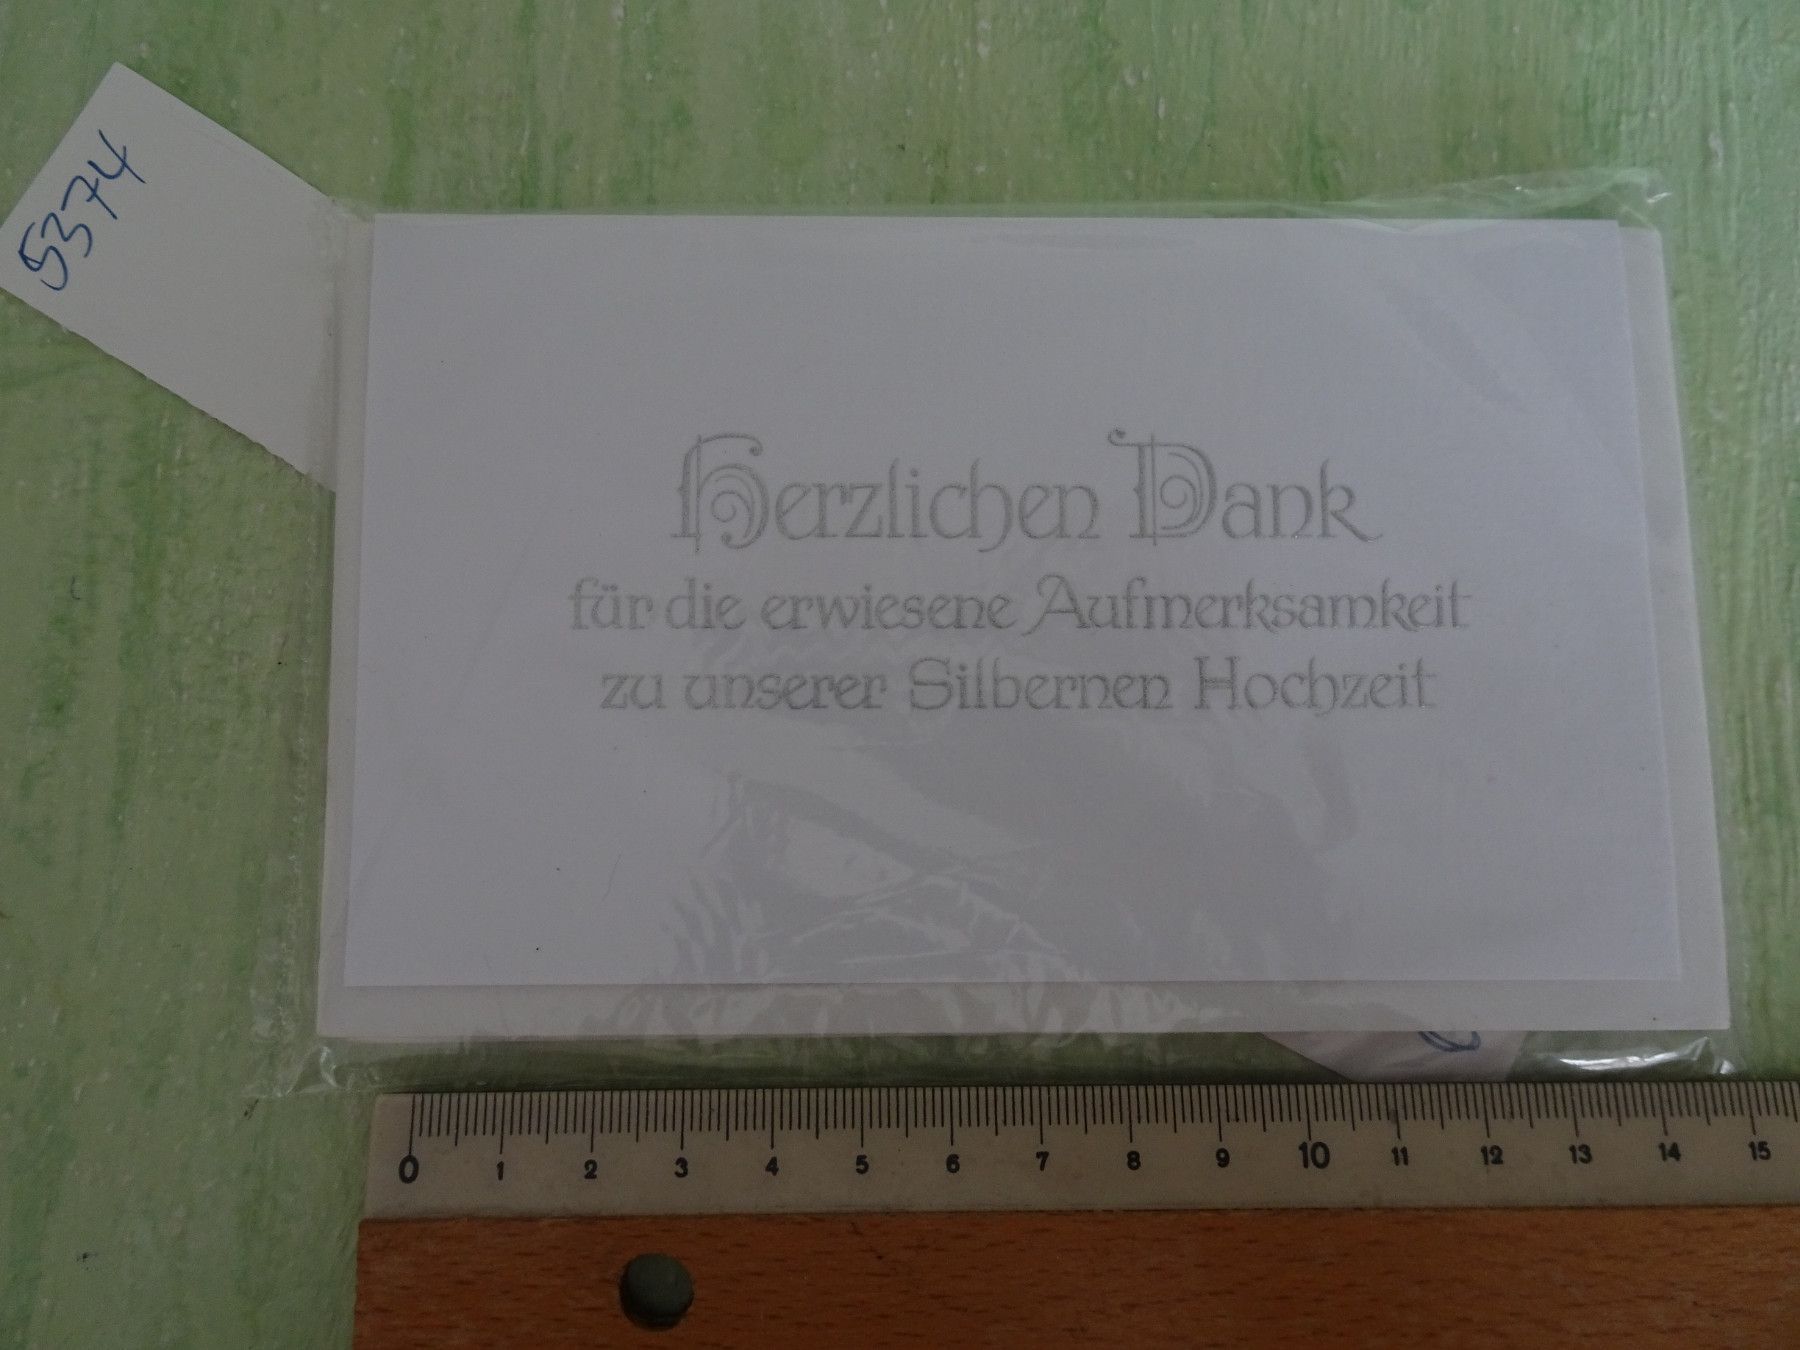 5374
Herzlichen Dank
für die erwiesene Aufmerksamkeit
zu unserer Silbernen Hochzeit
0 1 2 3 4 5 6 7 8 9 10 11 12 13 14 15